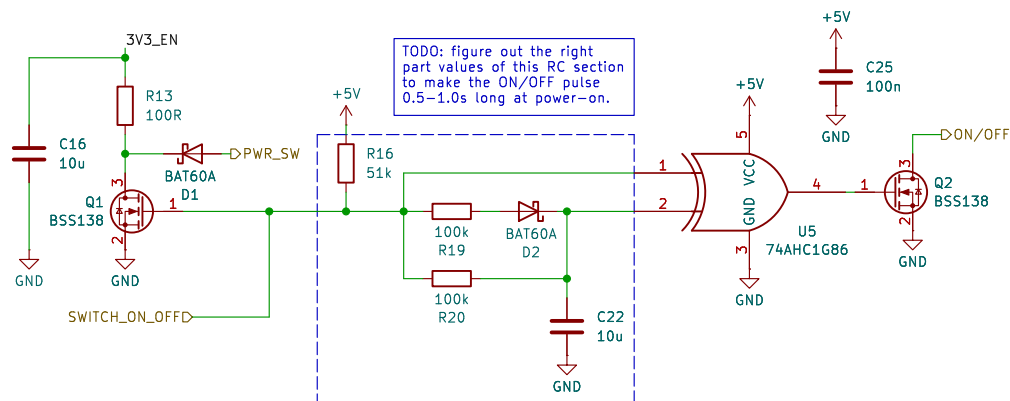 3V3_EN
R13
100R
C16
10u
GND
PWR_SW
BAT60A
D1
Q1
BSS138
3
1
2
GND
SWITCH_ON_OFF
TODO: figure out the right
part values of this RC section
to make the ON/OFF pulse
0.5-1.0s long at power-on.
+5V
R16
51k
100k
R19
BAT60A
D2
100k
R20
C22
10u
GND
+5V
5
VCC
1
2
4
GND
3
U5
74AHC1G86
GND
+5V
C25
100n
GND
ON/OFF
3
1
2
Q2
BSS138
GND